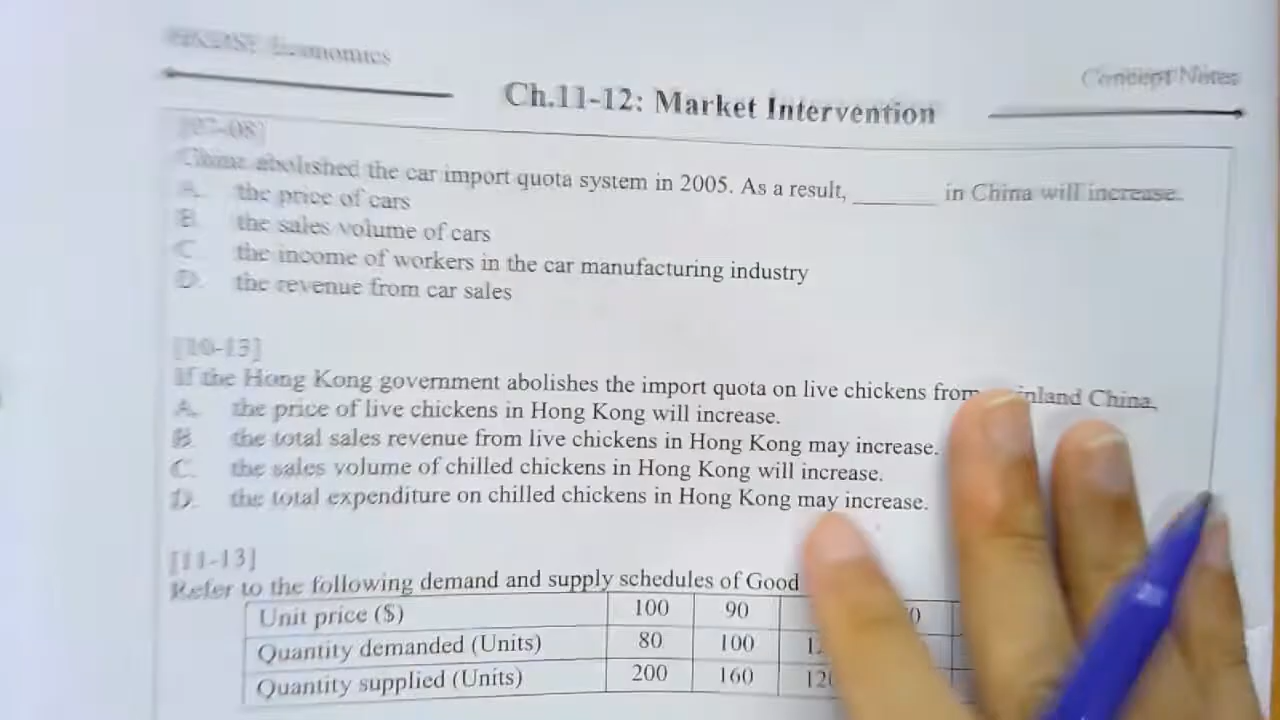 HKDSE Economics
Concept Notes
Ch.11-12: Market Intervention
[07-08]
China abolished the car import quota system in 2005. As a result, ______ in China will increase.
A. the price of cars
B. the sales volume of cars
C. the income of workers in the car manufacturing industry
D. the revenue from car sales
[10-13]
If the Hong Kong government abolishes the import quota on live chickens from China,
A. the price of live chickens in Hong Kong will increase.
B. the total sales revenue from live chickens in Hong Kong may increase.
C. the sales volume of chilled chickens in Hong Kong will increase.
D. the total expenditure on chilled chickens in Hong Kong may increase.
[11-13]
Refer to the following demand and supply schedules of Good
Unit price ($) 100 90
Quantity demanded (Units) 80 100
Quantity supplied (Units) 200 160